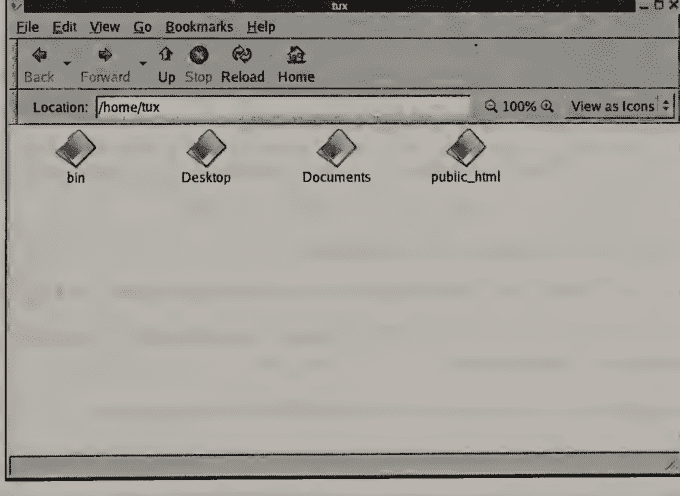 tux
File Edit View Go Bookmarks Help
Back Forward Up Stop Reload Home
Location: /home/tux 100% View as Icons
bin Desktop Documents public_html